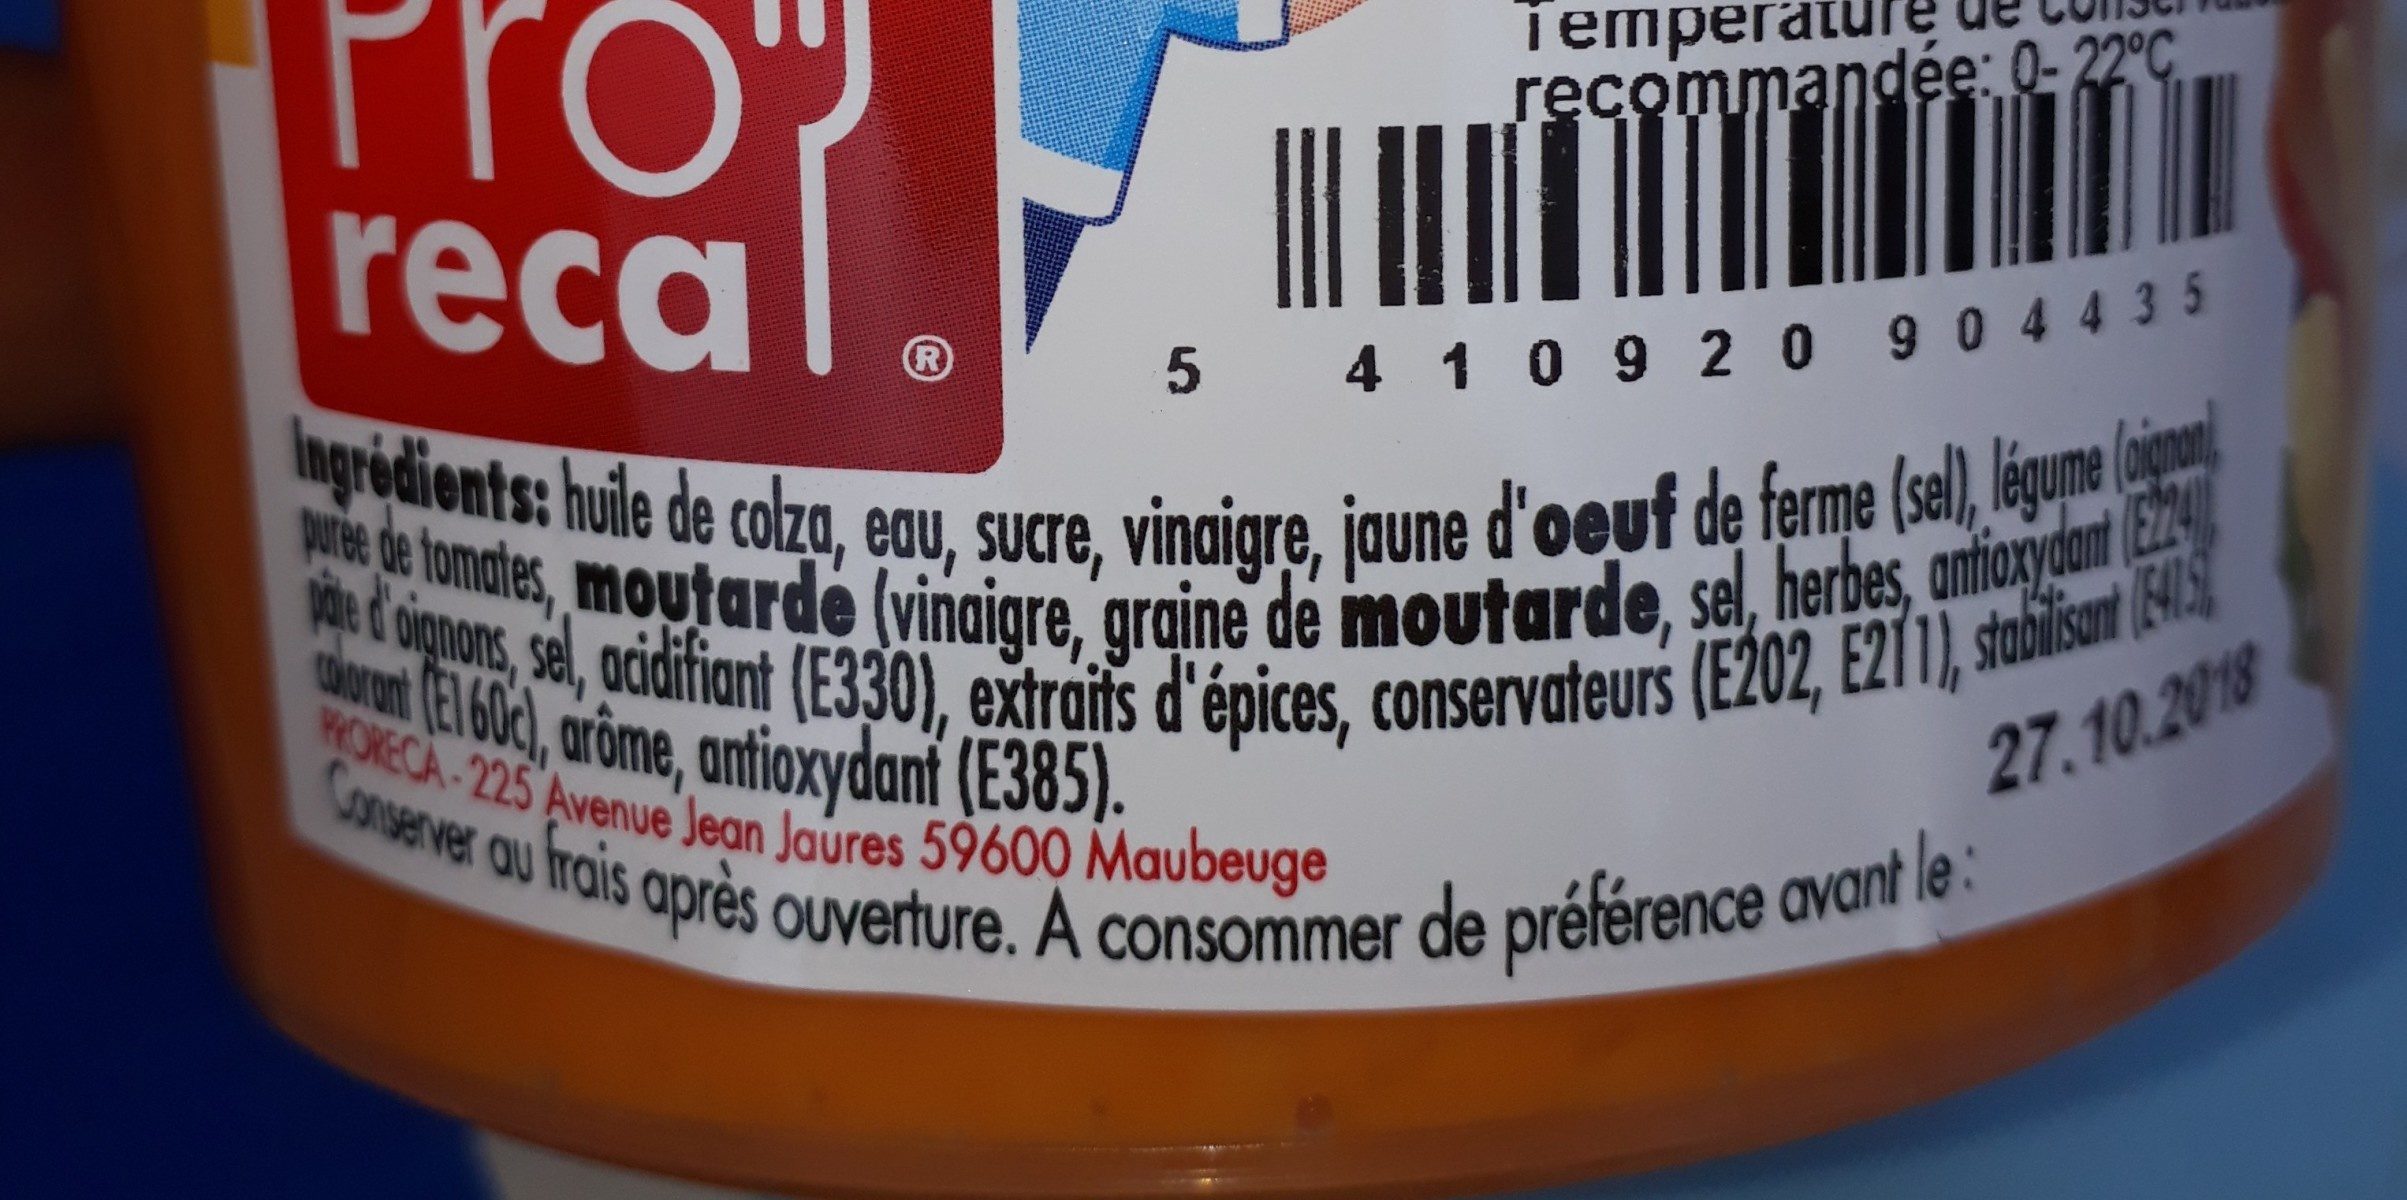 Pro
reca
®
Température de
recommandée: 0- 22°C
5 410920 904435
Ingrédients: huile de colza, eau, sucre, vinaigre, jaune d'oeuf de ferme (sel), légume (oignon),
purée de tomates, moutarde (vinaigre, graine de moutarde, sel, herbes, antioxydant (E224)),
pâte d'oignons, sel, acidifiant (E330), extraits d'épices, conservateurs (E202, E211), stabilisant (E415),
colorant (E160c), arôme, antioxydant (E385).
27.10.2018
PRORECA - 225 Avenue Jean Jaures 59600 Maubeuge
Conserver au frais après ouverture. A consommer de préférence avant le :